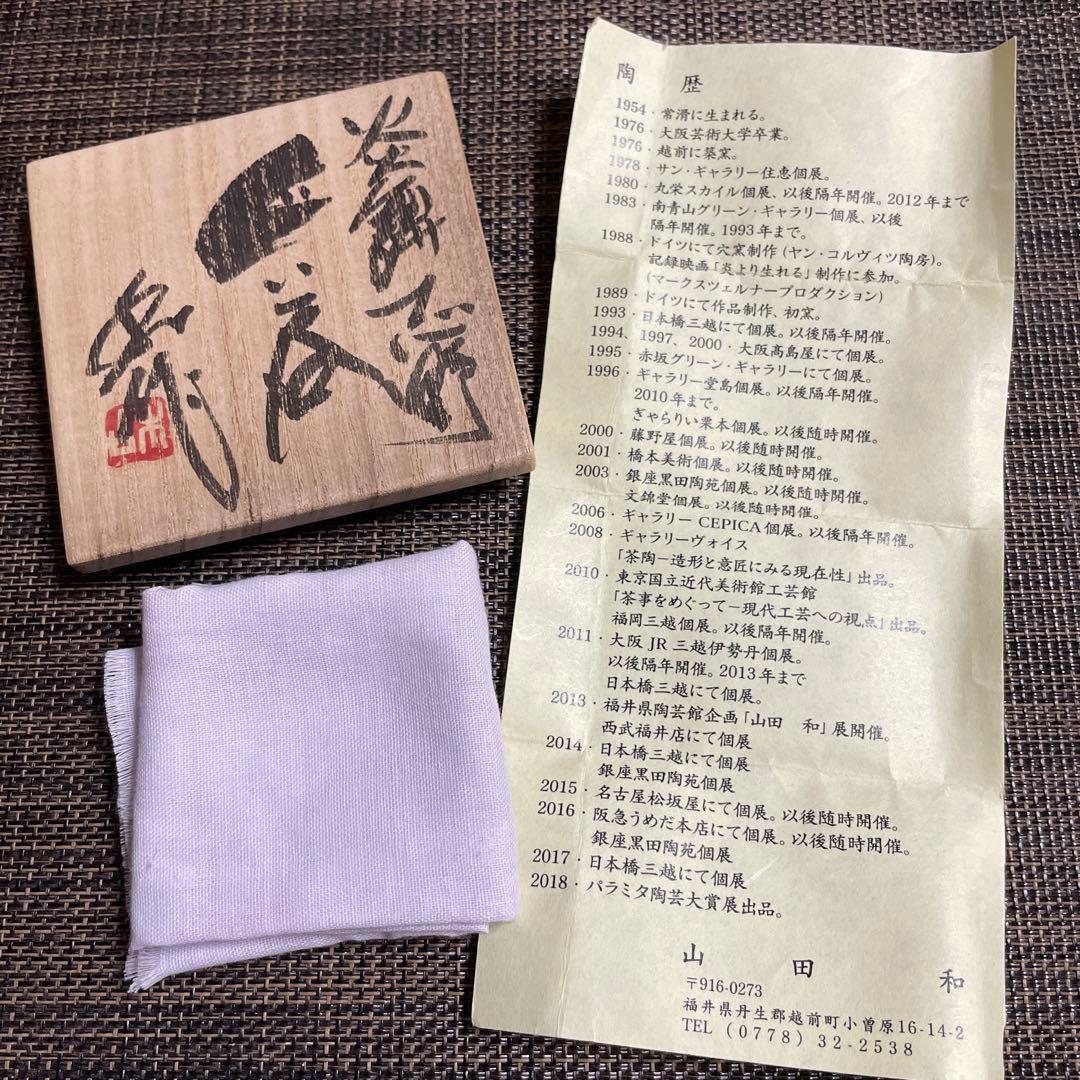 陶 歴
1954・常滑に生まれる。
1976・大阪芸術大学卒業。
1976・越前に築窯。
1978・サン・ギャラリー住恵個展。
1980・丸栄スカイル個展、以後隔年開催。2012年まで
1983・南青山グリーン・ギャラリー個展、以後
隔年開催。1993年まで。
1988・ドイツにて穴窯制作(ヤン・コルヴィツ陶房)。
記録映画「炎より生れる」制作に参加。
(マークスツェルナープロダクション)
1989・ドイツにて作品制作、初窯。
1993・日本橋三越にて個展。以後隔年開催。
1994、1997、2000・大阪髙島屋にて個展。
1995・赤坂グリーン・ギャラリーにて個展。
1996・ギャラリー堂島個展。以後隔年開催。
2010年まで。
ぎゃらりい栗本個展。以後随時開催。
2000・藤野屋個展。以後随時開催。
2001・橋本美術個展。以後随時開催。
2003・銀座黒田陶苑個展。以後随時開催。
文錦堂個展。以後随時開催。
2006・ギャラリー CEPICA個展。以後隔年開催。
2008・ギャラリーヴォイス
「茶陶−造形と意匠にみる現在性」出品。
2010・東京国立近代美術館工芸館
「茶事をめぐって−現代工芸への視点」出品。
福岡三越個展。以後隔年開催。
2011・大阪 JR 三越伊勢丹個展。
以後隔年開催。2013年まで
日本橋三越にて個展。
2013・福井県陶芸館企画「山田 和」展開催。
西武福井店にて個展
2014・日本橋三越にて個展
銀座黒田陶苑個展
2015・名古屋松坂屋にて個展。以後随時開催。
2016・阪急うめだ本店にて個展。以後随時開催。
銀座黒田陶苑個展
2017・日本橋三越にて個展
2018・パラミタ陶芸大賞展出品。
山 田 和
〒916-0273
福井県丹生郡越前町小曽原16-14-2
TEL (0778) 32-2538